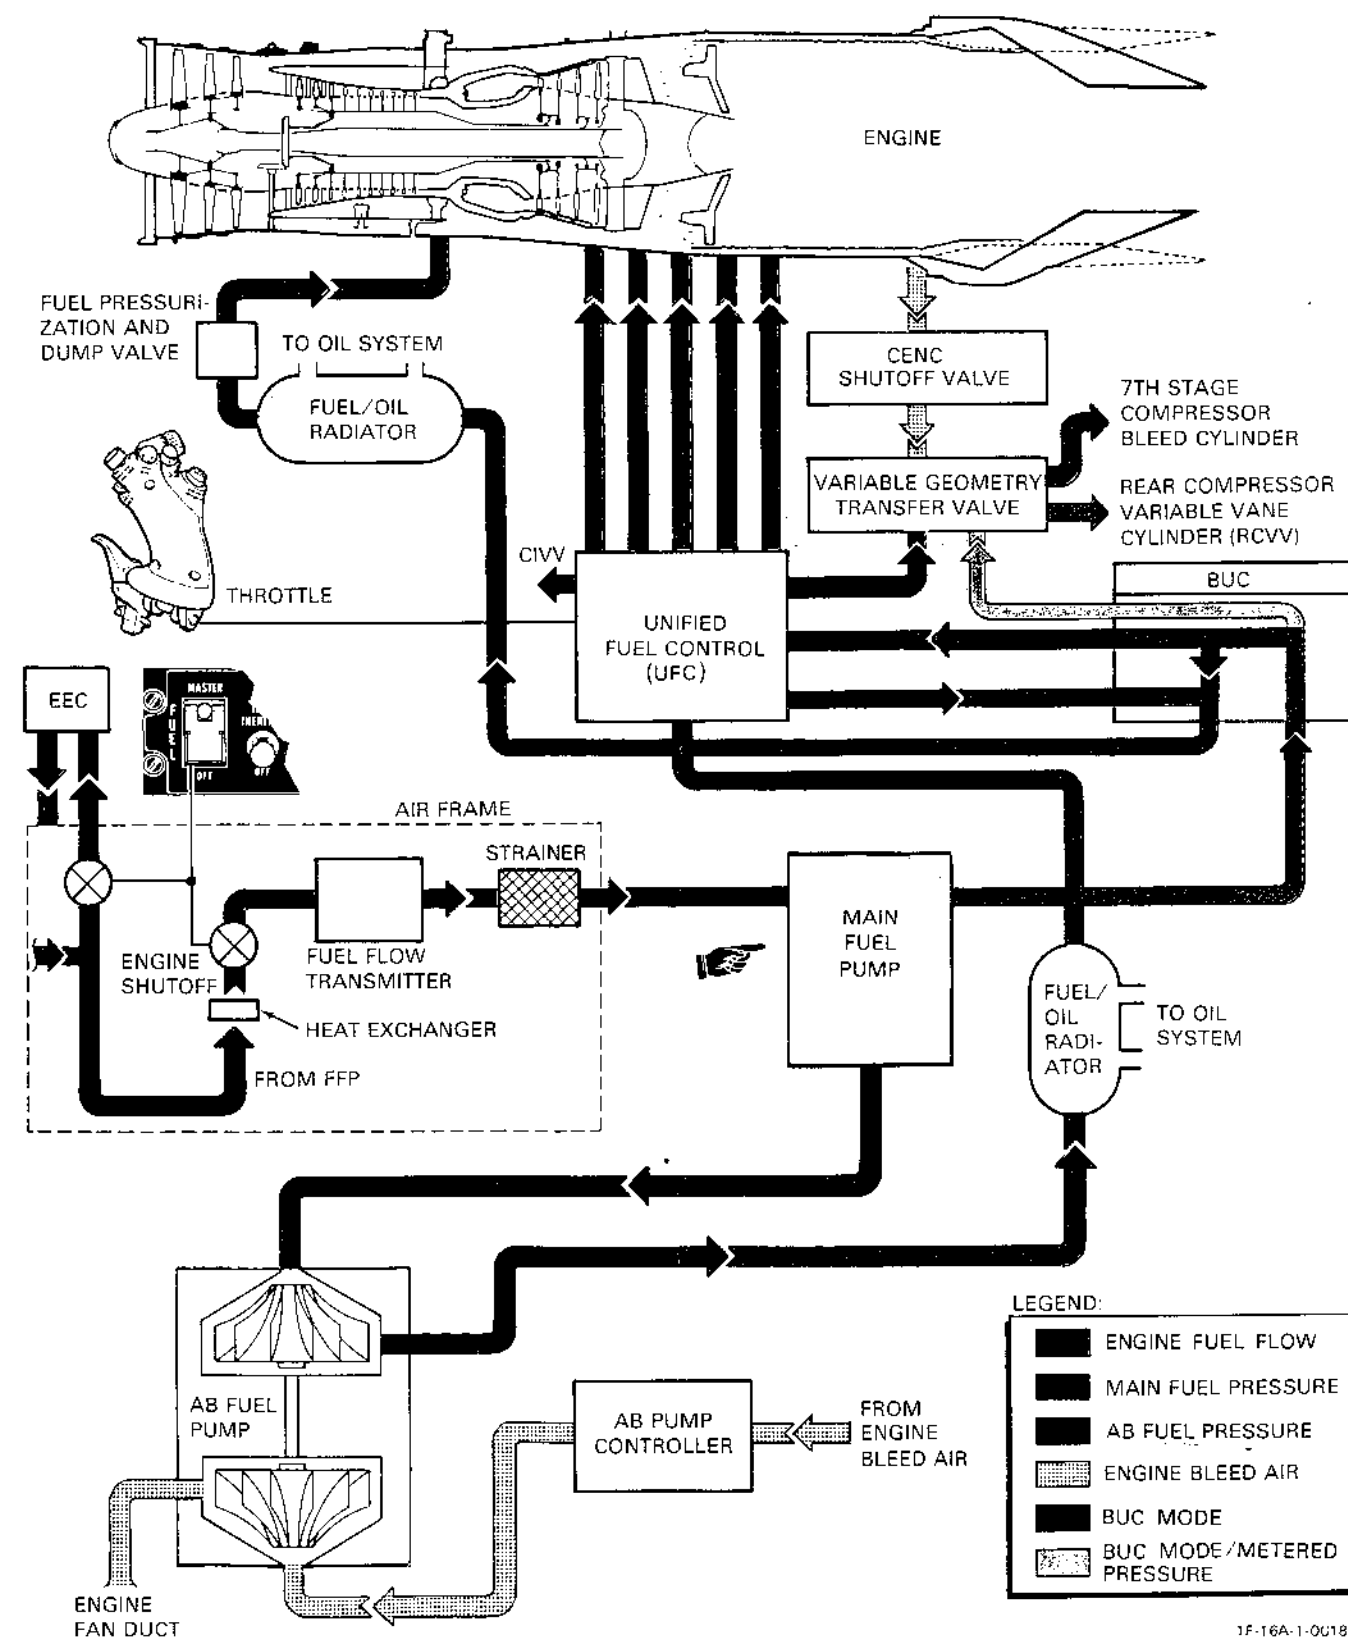 ENGINE
FUEL PRESSURI-
ZATION AND
DUMP VALVE
TO OIL SYSTEM
FUEL/OIL
RADIATOR
CENC
SHUTOFF VALVE
7TH STAGE
COMPRESSOR
BLEED CYLINDER
VARIABLE GEOMETRY
TRANSFER VALVE
REAR COMPRESSOR
VARIABLE VANE
CYLINDER (RCVV)
CIVV
BUC
THROTTLE
UNIFIED
FUEL CONTROL
(UFC)
EEC
MASTER
FUEL
OFF
OFF
AIR FRAME
STRAINER
MAIN
FUEL
PUMP
ENGINE
SHUTOFF
FUEL FLOW
TRANSMITTER
HEAT EXCHANGER
FROM FFP
FUEL/
OIL
RADI-
ATOR
TO OIL
SYSTEM
AB FUEL
PUMP
AB PUMP
CONTROLLER
FROM
ENGINE
BLEED AIR
ENGINE
FAN DUCT
LEGEND:
ENGINE FUEL FLOW
MAIN FUEL PRESSURE
AB FUEL PRESSURE
ENGINE BLEED AIR
BUC MODE
BUC MODE/METERED
PRESSURE
1F-16A-1-0018